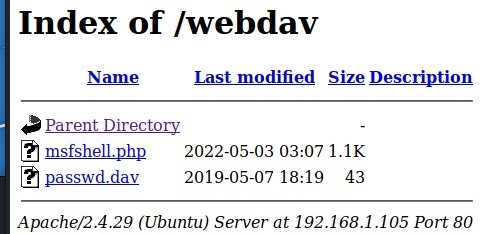 Index of /webdav
Name Last modified Size Description
Parent Directory -
msfshell.php 2022-05-03 03:07 1.1K
passwd.dav 2019-05-07 18:19 43
Apache/2.4.29 (Ubuntu) Server at 192.168.1.105 Port 80